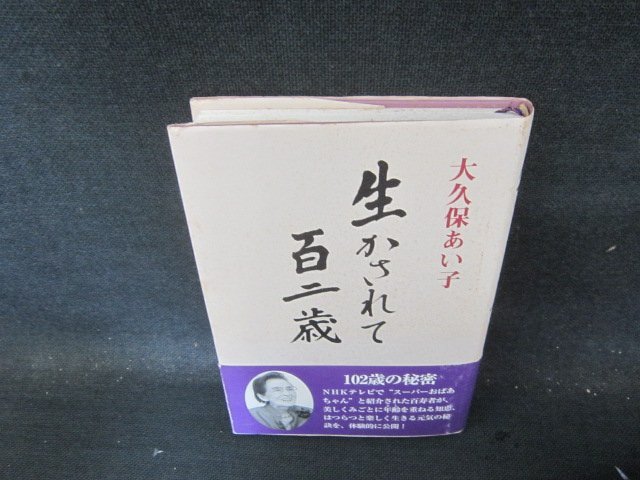 大久保あい子
生かされて
百二歳
102歳の秘密
NHKテレビで“スーパーおばあ
ちゃん”と紹介された百寿者が、
美しくみごとに年齢を重ねる知恵、
はつらつと楽しく生きる元気の秘
訣を、体験的に公開！